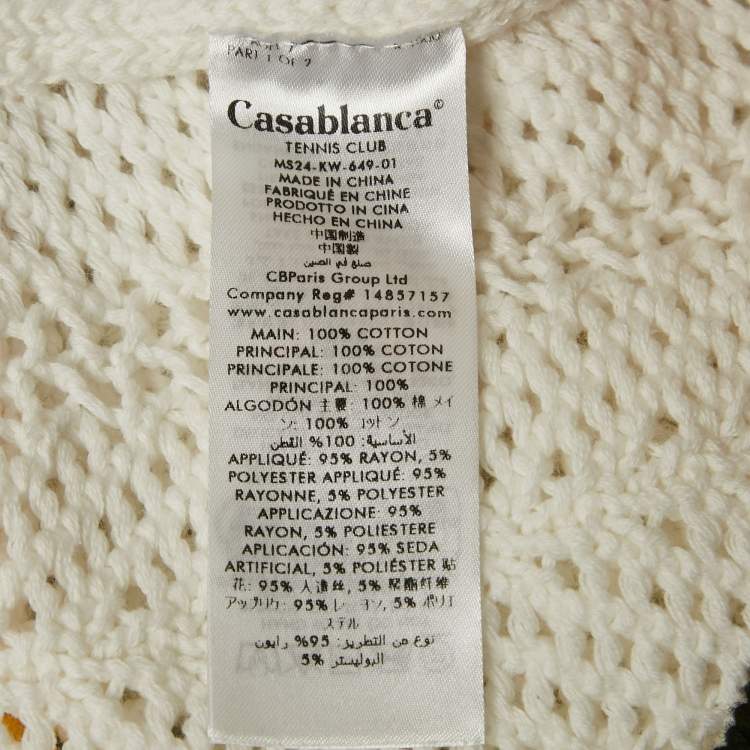 PART 1 OF 2
Casablanca®
TENNIS CLUB
MS24-KW-649-01
MADE IN CHINA
FABRIQUÉ EN CHINE
PRODOTTO IN CINA
HECHO EN CHINA
中国制造
中国製
صنع في الصين
CBParis Group Ltd
Company Reg# 14857157
www.casablancaparis.com
MAIN: 100% COTTON
PRINCIPAL: 100% COTON
PRINCIPALE: 100% COTONE
PRINCIPAL: 100%
ALGODÓN 主要: 100% 棉 メイ
ン: 100% コットン
الأساسية: 100% القطن
APPLIQUÉ: 95% RAYON, 5%
POLYESTER APPLIQUÉ: 95%
RAYONNE, 5% POLYESTER
APPLICAZIONE: 95%
RAYON, 5% POLIESTERE
APLICACIÓN: 95% SEDA
ARTIFICIAL, 5% POLIÉSTER 贴
花: 95% 人造丝, 5% 聚酯纤维
アップリケ: 95% レーヨン, 5% ポリエ
ステル
نوع من التطريز: 95% رايون
البوليستر 5%